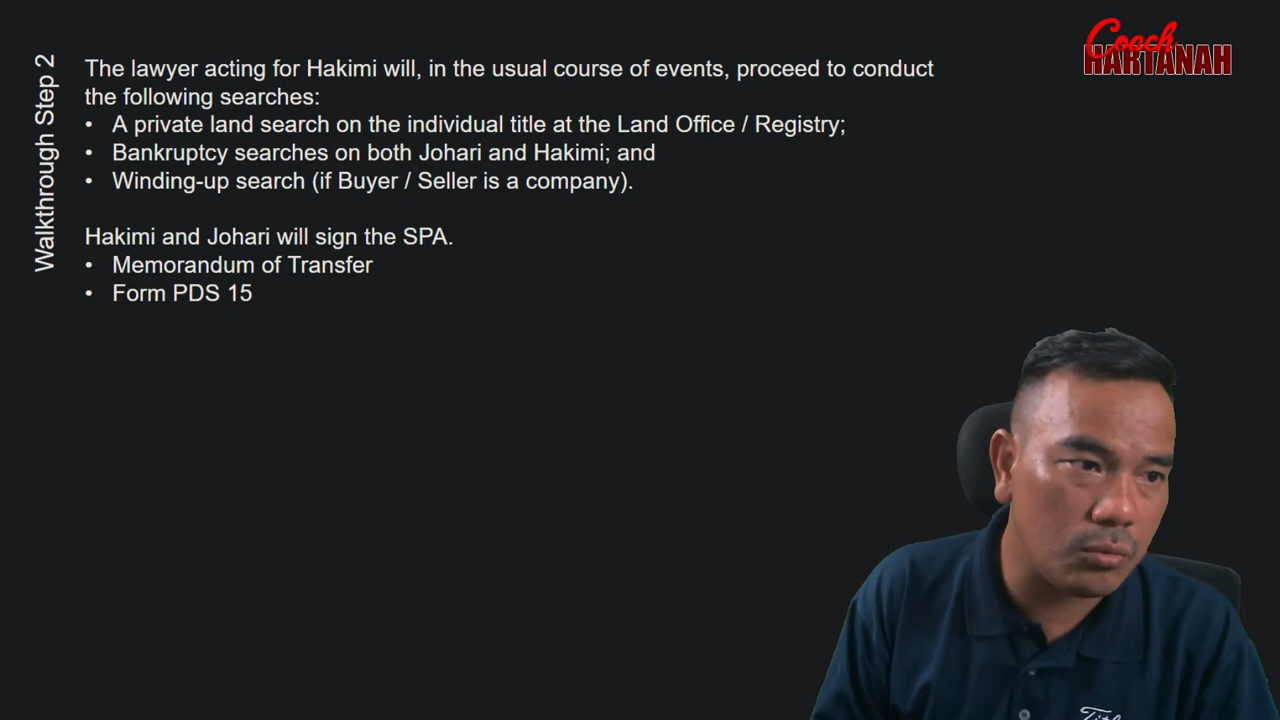 Coach
HARTANAH
Walkthrough Step 2
The lawyer acting for Hakimi will, in the usual course of events, proceed to conduct
the following searches:
• A private land search on the individual title at the Land Office / Registry;
• Bankruptcy searches on both Johari and Hakimi; and
• Winding-up search (if Buyer / Seller is a company).
Hakimi and Johari will sign the SPA.
• Memorandum of Transfer
• Form PDS 15